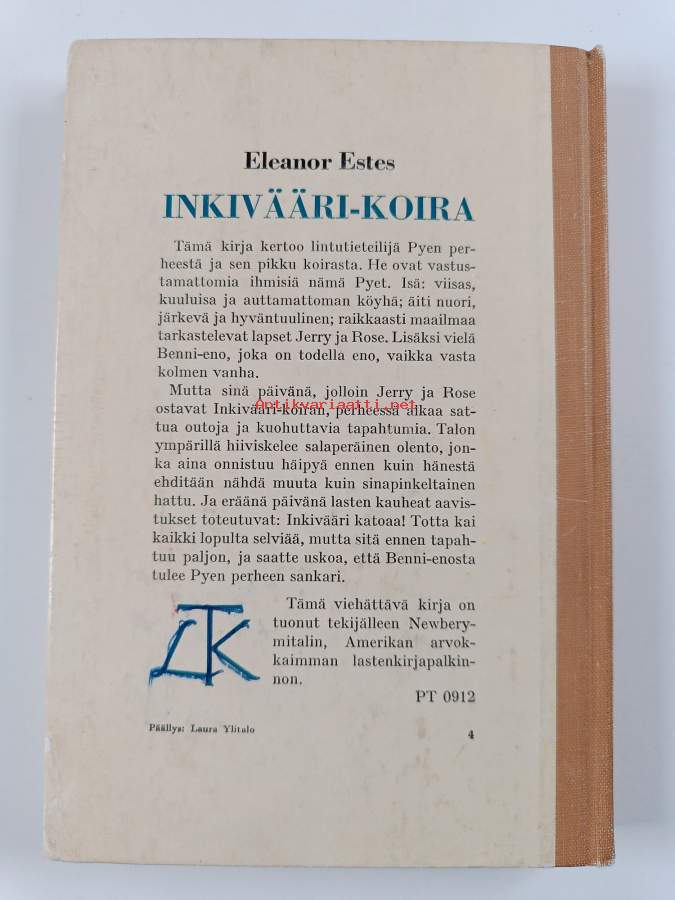 Eleanor Estes
INKIVÄÄRI-KOIRA
Tämä kirja kertoo lintutieteilijä Pyen per-
heestä ja sen pikku koirasta. He ovat vastus-
tamattomia ihmisiä nämä Pyet. Isä: viisas,
kuuluisa ja auttamattoman köyhä; äiti nuori,
järkevä ja hyväntuulinen; raikkaasti maailmaa
tarkastelevat lapset Jerry ja Rose. Lisäksi vielä
Benni-eno, joka on todella eno, vaikka vasta
kolmen vanha.
Mutta sinä päivänä, jolloin Jerry ja Rose
ostavat Inkivääri-koiran, perheessä alkaa sat-
Antikvariaatti.net
tua outoja ja kuohuttavia tapahtumia. Talon
ympärillä hiiviskelee salaperäinen olento, jon-
ka aina onnistuu häipyä ennen kuin hänestä
ehditään nähdä muuta kuin sinapinkeltainen
hattu. Ja eräänä päivänä lasten kauheat aavis-
tukset toteutuvat: Inkivääri katoaa! Totta kai
kaikki lopulta selviää, mutta sitä ennen tapah-
tuu paljon, ja saatte uskoa, että Benni-enosta
tulee Pyen perheen sankari.
LTK
Tämä viehättävä kirja on
tuonut tekijälleen Newbery-
mitalin, Amerikan arvok-
kaimman lastenkirjapalkin-
non.
PT 0912
Päällys: Laura Ylitalo
4